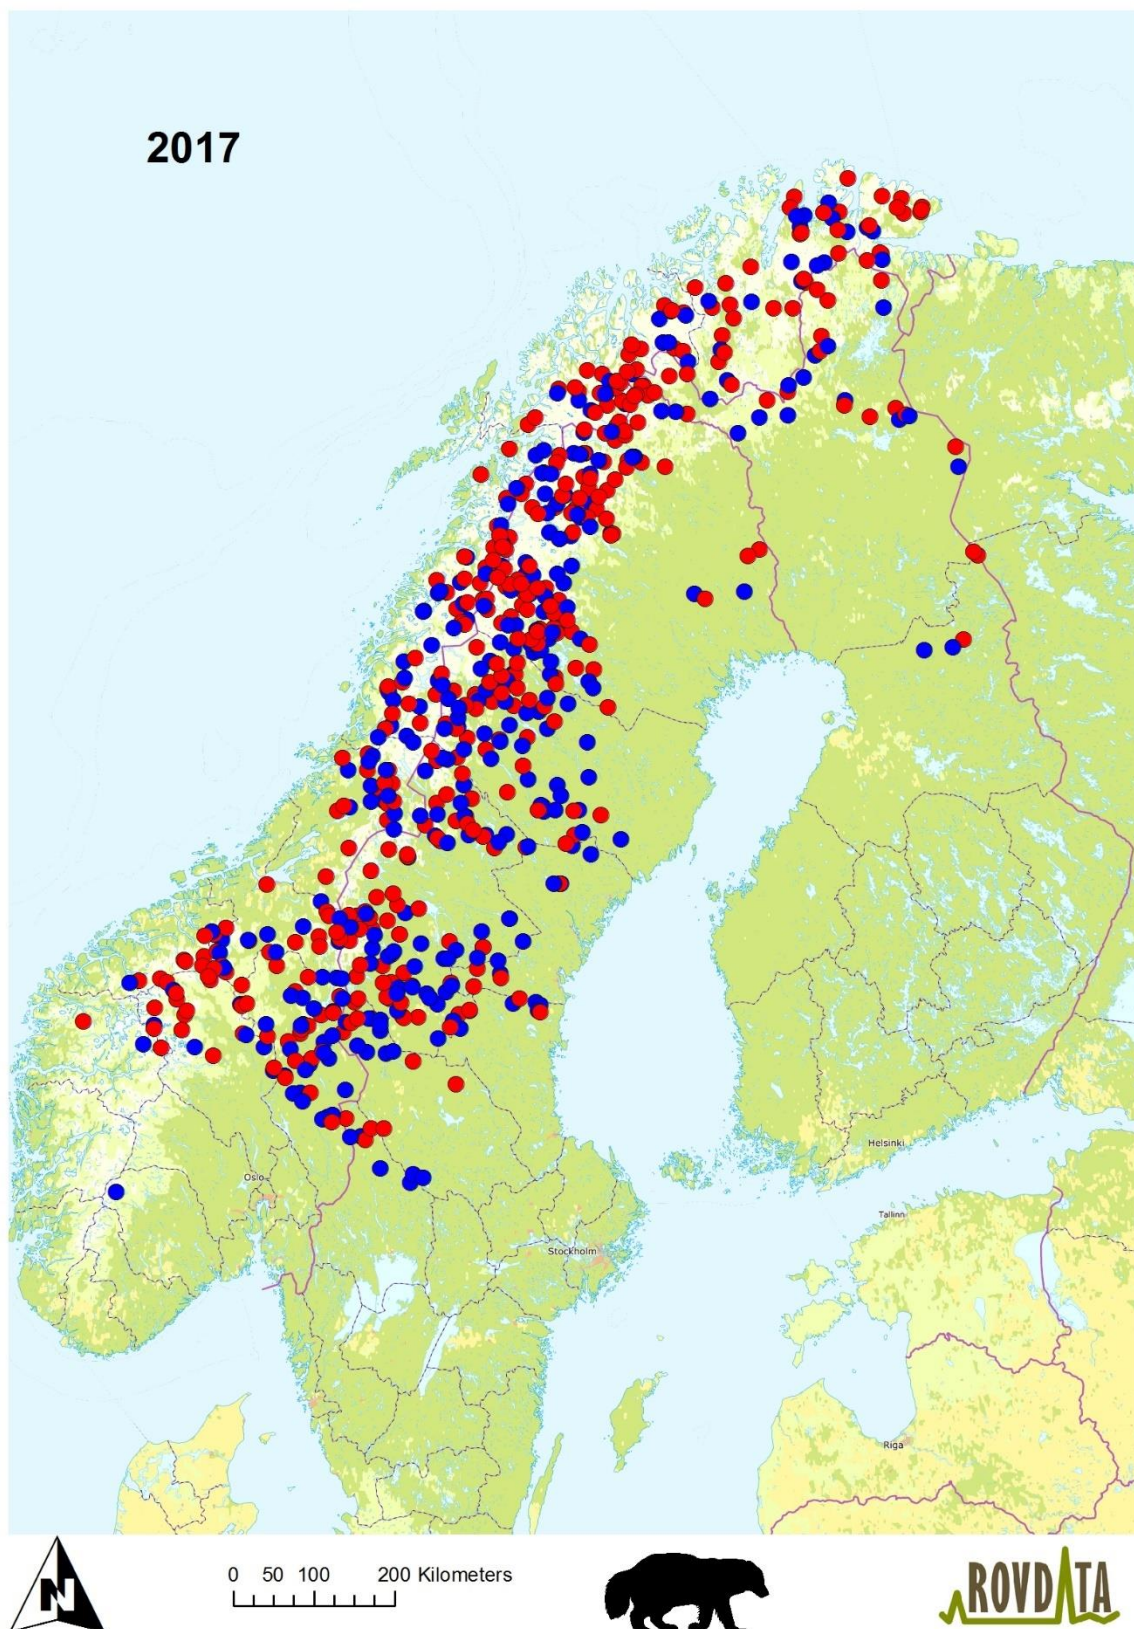 2017
Oslo
Helsinki
Tallinn
Stockholm
Riga
0 50 100 200 Kilometers
N
ROVDATA